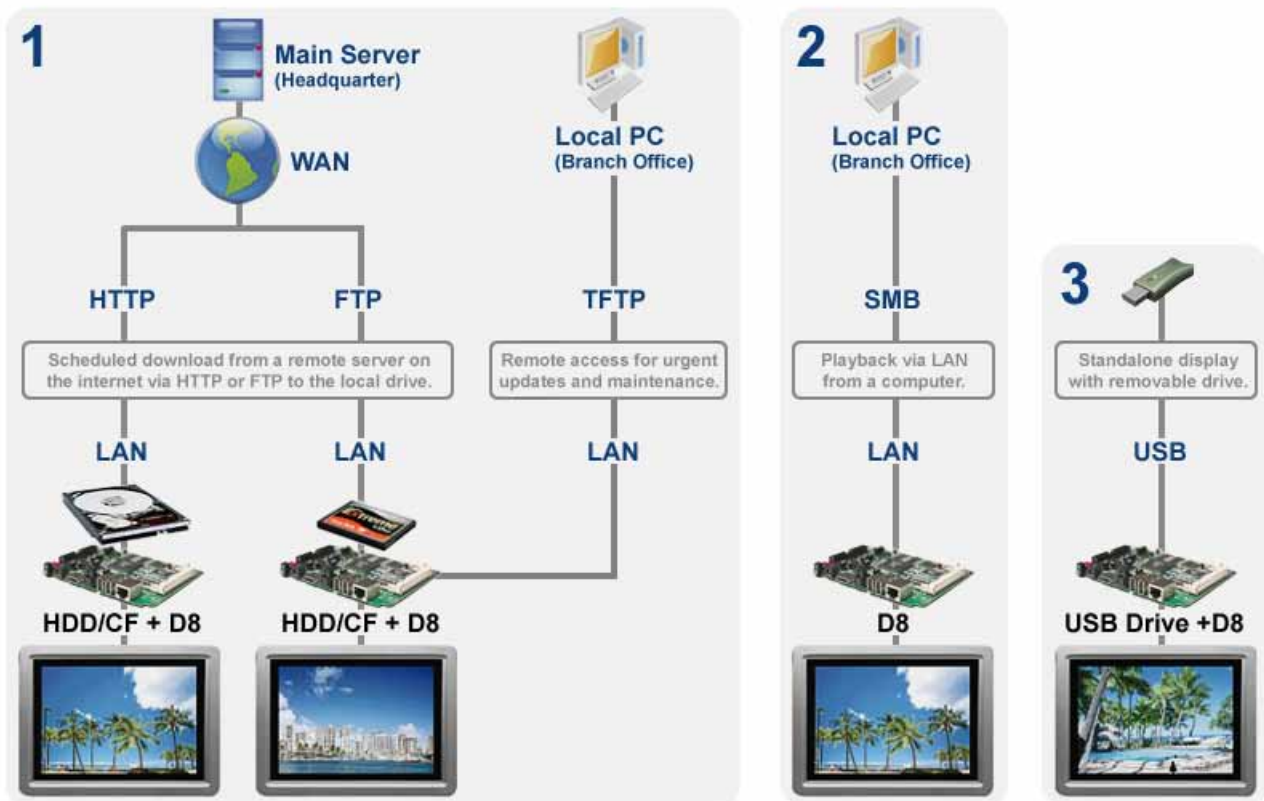 1
Main Server
(Headquarter)
WAN
HTTP
FTP
Scheduled download from a remote server on
the internet via HTTP or FTP to the local drive.
LAN
LAN
HDD/CF + D8
HDD/CF + D8
Local PC
(Branch Office)
TFTP
Remote access for urgent
updates and maintenance.
LAN
2
Local PC
(Branch Office)
SMB
Playback via LAN
from a computer.
LAN
D8
3
Standalone display
with removable drive.
USB
USB Drive +D8